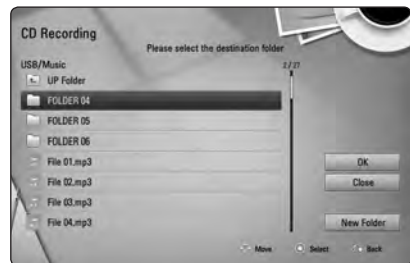 CD Recording
Please select the destination folder
USB/Music 2/27
UP Folder
FOLDER 04
FOLDER 05
FOLDER 06
File 01.mp3
File 02.mp3
File 03.mp3
File 04.mp3
OK
Close
New Folder
Move Select Back